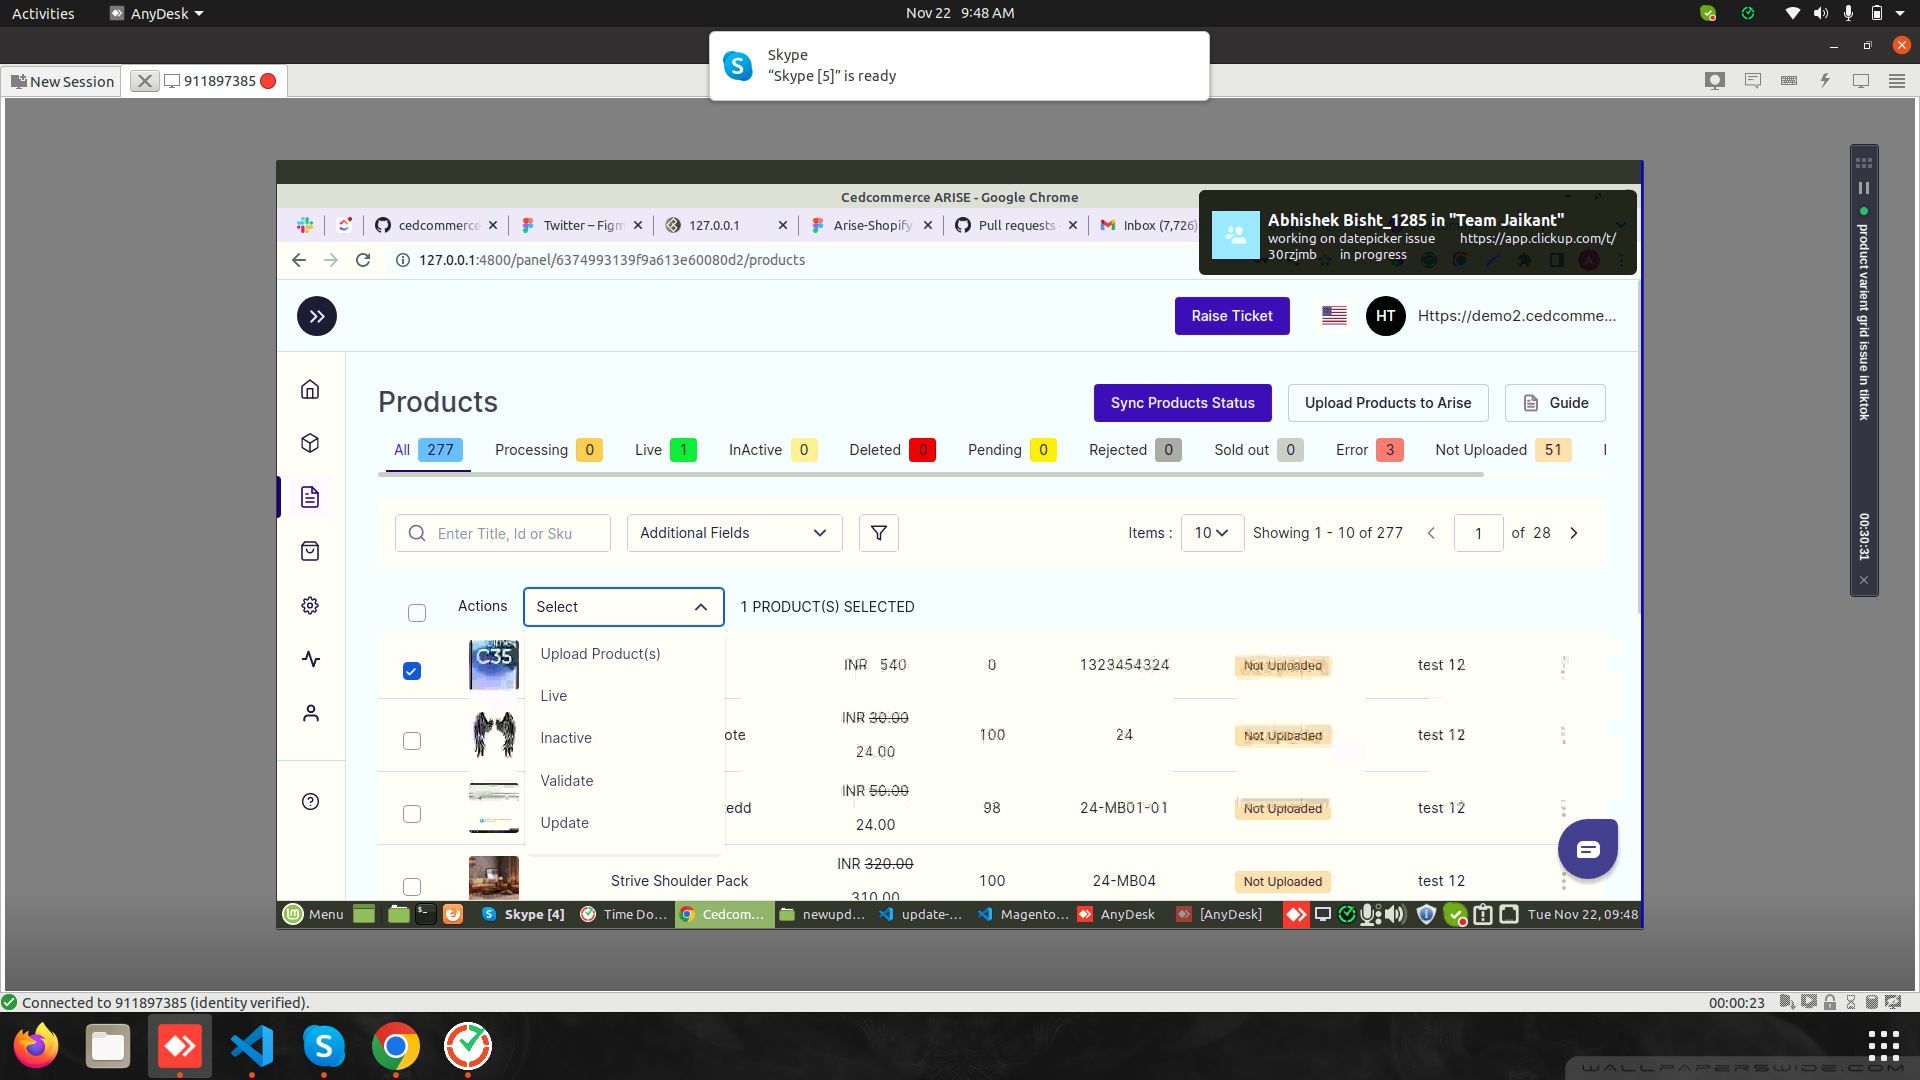 Activities
AnyDesk
Nov 22 9:48 AM
Skype
“Skype [5]” is ready
New Session
911897385
Cedcommerce ARISE - Google Chrome
cedcommerce
Twitter – Figm
127.0.0.1
Arise-Shopify
Pull requests
Inbox (7,726)
Abhishek Bisht_1285 in "Team Jaikant"
working on datepicker issue https://app.clickup.com/t/
30rzjmb in progress
127.0.0.1:4800/panel/6374993139f9a613e60080d2/products
Raise Ticket
HT
Https://demo2.cedcomme...
Products
Sync Products Status
Upload Products to Arise
Guide
All 277
Processing 0
Live 1
InActive 0
Deleted 0
Pending 0
Rejected 0
Sold out 0
Error 3
Not Uploaded 51
Enter Title, Id or Sku
Additional Fields
Items : 10
Showing 1 - 10 of 277
1 of 28
Actions
Select
1 PRODUCT(S) SELECTED
Upload Product(s)
Live
Inactive
Validate
Update
C35
INR 540 0 1323454324 Not Uploaded test 12
ote INR 30.00 24.00 100 24 Not Uploaded test 12
edd INR 50.00 24.00 98 24-MB01-01 Not Uploaded test 12
Strive Shoulder Pack INR 320.00 310.00 100 24-MB04 Not Uploaded test 12
product varient grid issue in tiktok
00:30:31
Menu
Skype [4]
Time Do...
Cedcom...
newupd...
update-...
Magento...
AnyDesk
[AnyDesk]
Tue Nov 22, 09:48
Connected to 911897385 (identity verified).
00:00:23
WALLPAPERSWIDE.COM